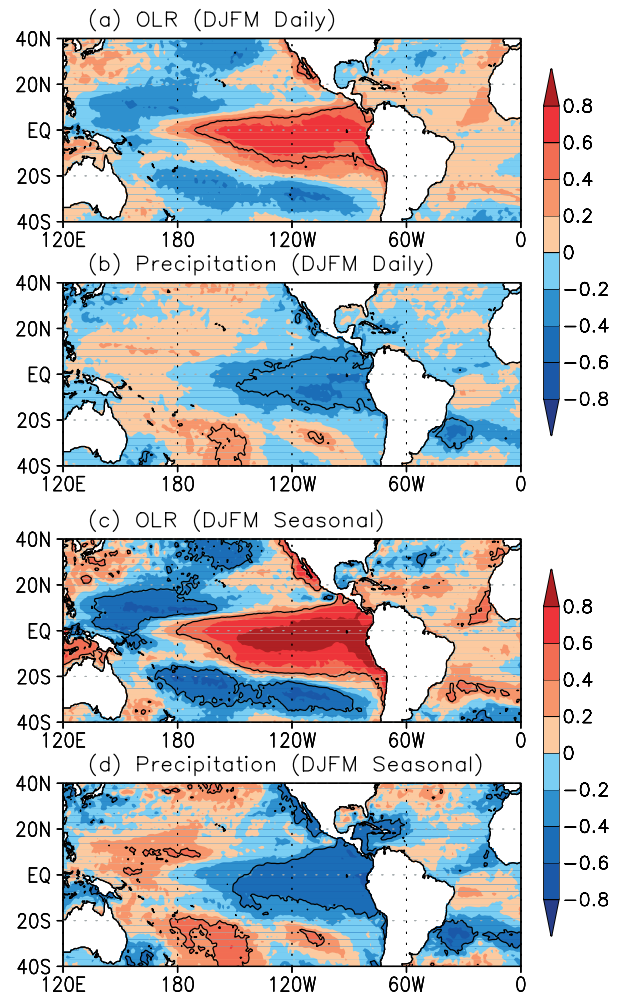 (a) OLR (DJFM Daily)
40N
20N
EQ
20S
40S
120E 180 120W 60W 0
(b) Precipitation (DJFM Daily)
40N
20N
EQ
20S
40S
120E 180 120W 60W 0
0.8
0.6
0.4
0.2
0
−0.2
−0.4
−0.6
−0.8
(c) OLR (DJFM Seasonal)
40N
20N
EQ
20S
40S
120E 180 120W 60W 0
(d) Precipitation (DJFM Seasonal)
40N
20N
EQ
20S
40S
120E 180 120W 60W 0
0.8
0.6
0.4
0.2
0
−0.2
−0.4
−0.6
−0.8